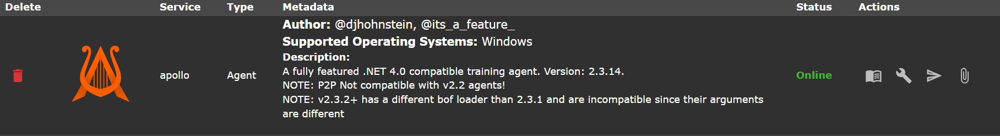 Delete Service Type Metadata Status Actions
Author: @djhohnstein, @its_a_feature_
Supported Operating Systems: Windows
Description:
A fully featured .NET 4.0 compatible training agent. Version: 2.3.14.
apollo Agent Online
NOTE: P2P Not compatible with v2.2 agents!
NOTE: v2.3.2+ has a different bof loader than 2.3.1 and are incompatible since their arguments
are different